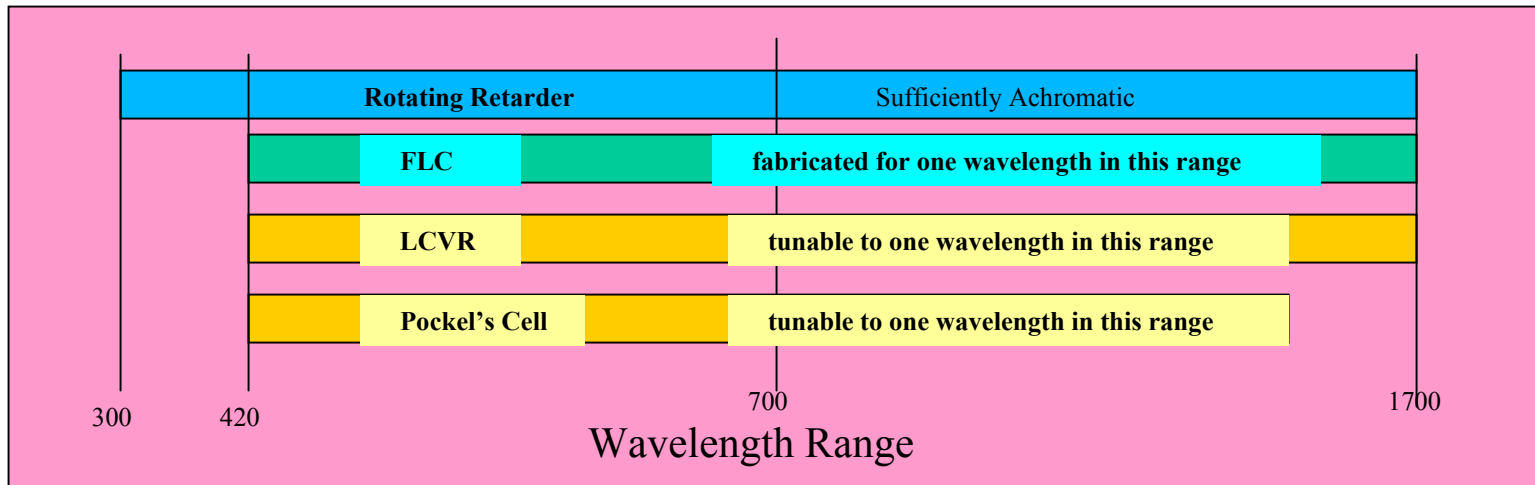 Rotating Retarder Sufficiently Achromatic
FLC fabricated for one wavelength in this range
LCVR tunable to one wavelength in this range
Pockel’s Cell tunable to one wavelength in this range
300 420 700 1700
Wavelength Range